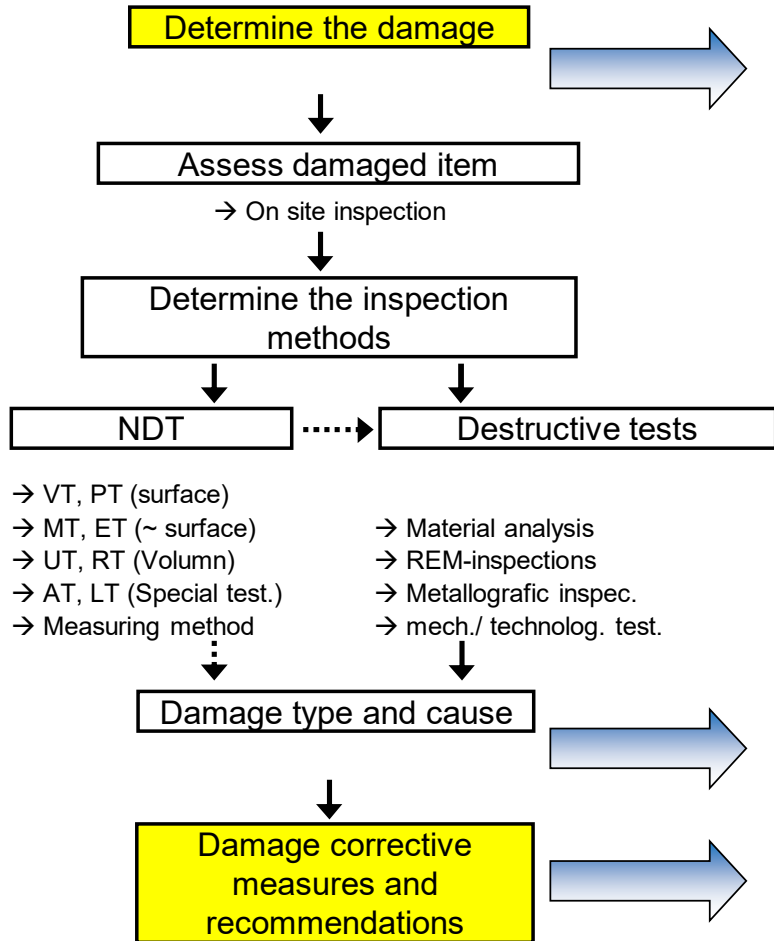 Determine the damage
Assess damaged item
→ On site inspection
Determine the inspection
methods
NDT
Destructive tests
→ VT, PT (surface)
→ MT, ET (~ surface)
→ UT, RT (Volumn)
→ AT, LT (Special test.)
→ Measuring method
→ Material analysis
→ REM-inspections
→ Metallografic inspec.
→ mech./ technolog. test.
Damage type and cause
Damage corrective
measures and
recommendations